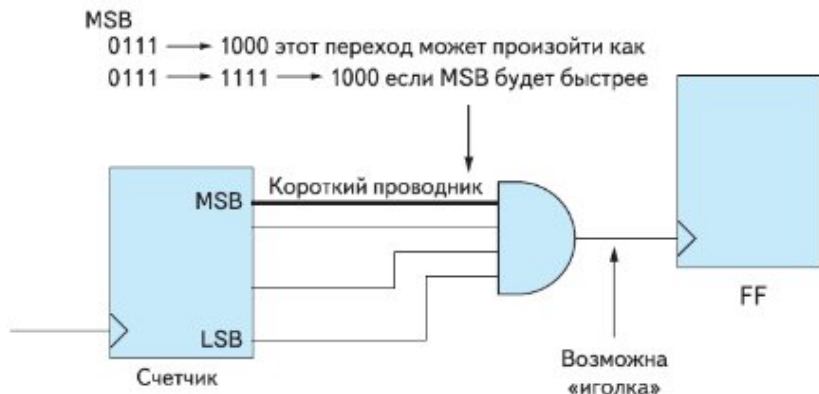 MSB
0111 → 1000 этот переход может произойти как
0111 → 1111 → 1000 если MSB будет быстрее
Короткий проводник
MSB
LSB
Счетчик
FF
Возможна
«иголка»